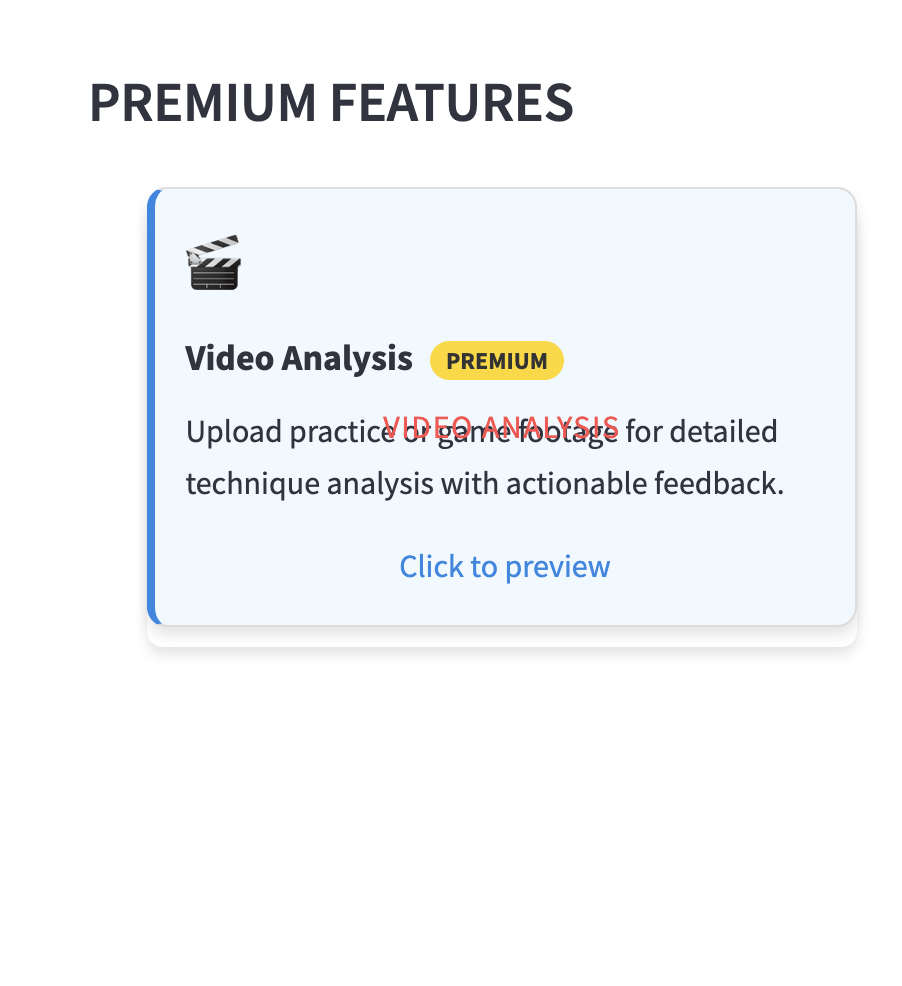 PREMIUM FEATURES
Video Analysis PREMIUM
Upload practice or game footage for detailed
VIDEO ANALYSIS
technique analysis with actionable feedback.
Click to preview